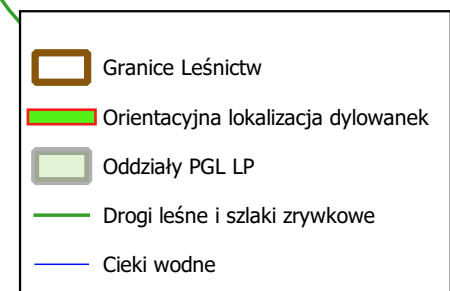 Granice Leśnictw
Orientacyjna lokalizacja dylowanek
Oddziały PGL LP
Drogi leśne i szlaki zrywkowe
Cieki wodne